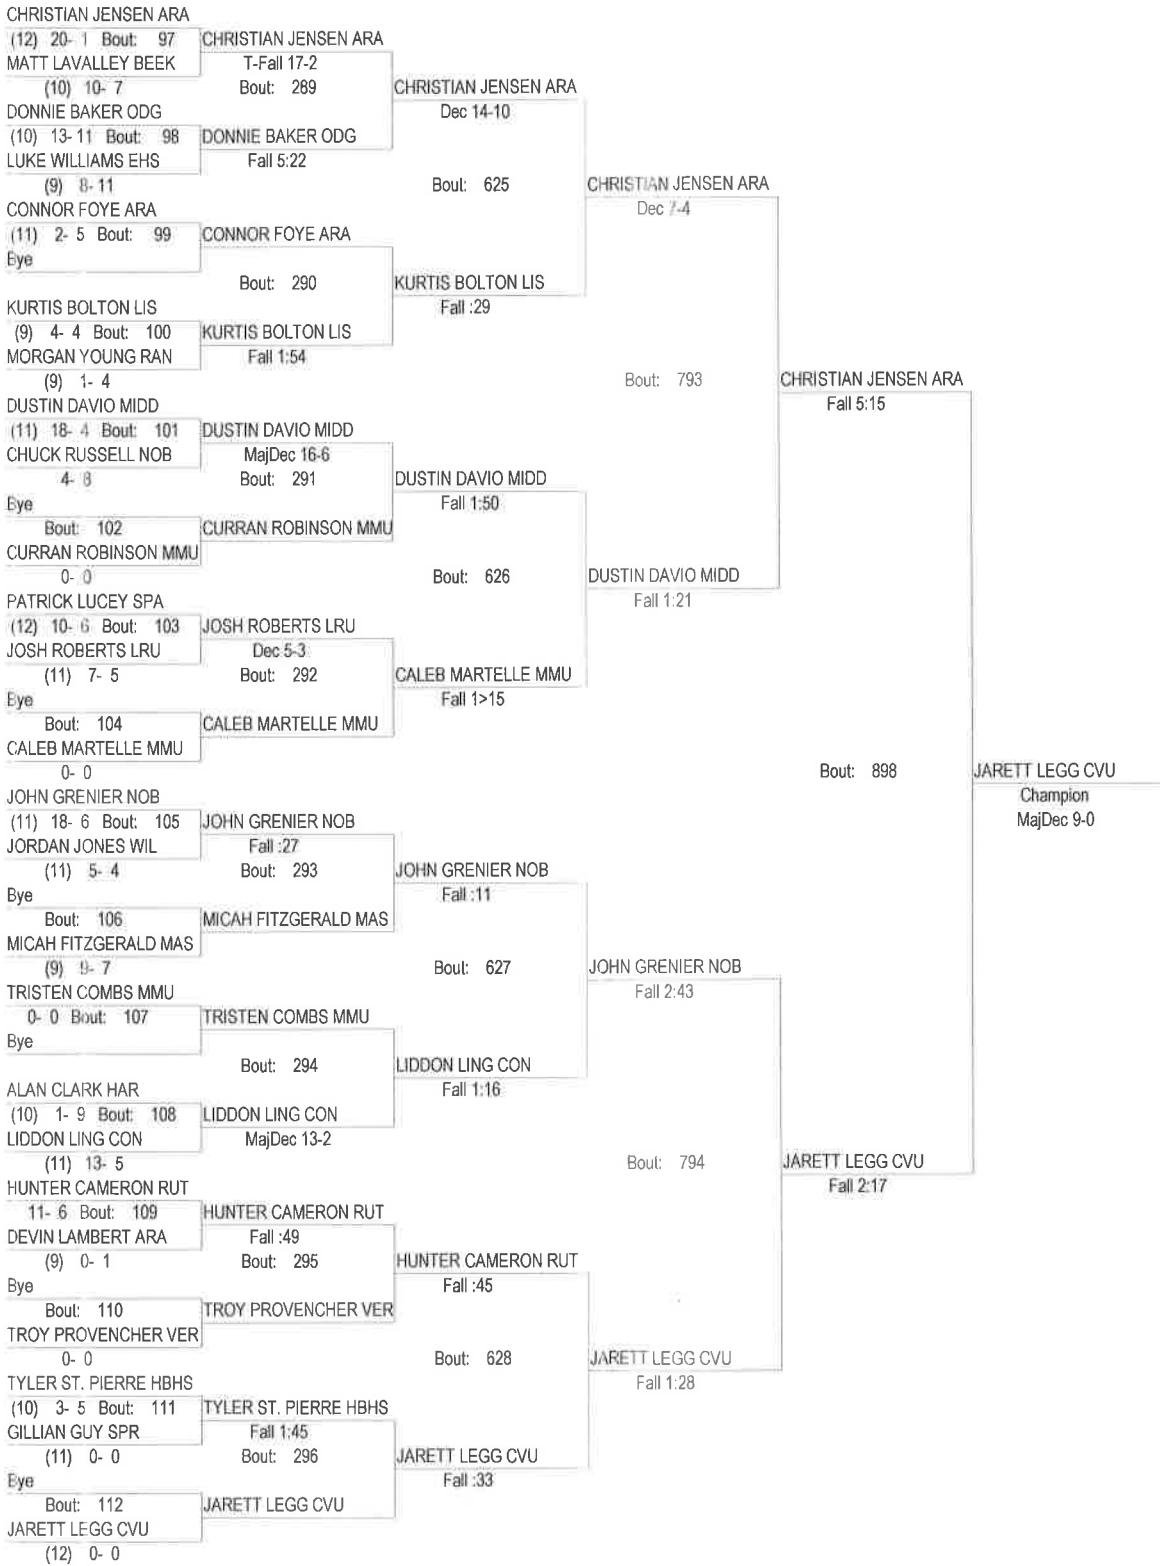 CHRISTIAN JENSEN ARA
(12) 20- 1 Bout: 97 CHRISTIAN JENSEN ARA
MATT LAVALLEY BEEK T-Fall 17-2
(10) 10- 7 Bout: 289 CHRISTIAN JENSEN ARA
DONNIE BAKER ODG Dec 14-10
(10) 13- 11 Bout: 98 DONNIE BAKER ODG
LUKE WILLIAMS EHS Fall 5:22
(9) 8- 11 Bout: 625 CHRISTIAN JENSEN ARA
CONNOR FOYE ARA Dec 7-4
(11) 2- 5 Bout: 99 CONNOR FOYE ARA
Bye
Bout: 290 KURTIS BOLTON LIS
KURTIS BOLTON LIS Fall :29
(9) 4- 4 Bout: 100 KURTIS BOLTON LIS
MORGAN YOUNG RAN Fall 1:54
(9) 1- 4 Bout: 793 CHRISTIAN JENSEN ARA
DUSTIN DAVIO MIDD Fall 5:15
(11) 18- 4 Bout: 101 DUSTIN DAVIO MIDD
CHUCK RUSSELL NOB MajDec 16-6
4- 8 Bout: 291 DUSTIN DAVIO MIDD
Bye Fall 1:50
Bout: 102 CURRAN ROBINSON MMU
CURRAN ROBINSON MMU
0- 0 Bout: 626 DUSTIN DAVIO MIDD
PATRICK LUCEY SPA Fall 1:21
(12) 10- 6 Bout: 103 JOSH ROBERTS LRU
JOSH ROBERTS LRU Dec 5-3
(11) 7- 5 Bout: 292 CALEB MARTELLE MMU
Bye Fall 1>15
Bout: 104 CALEB MARTELLE MMU
CALEB MARTELLE MMU
0- 0 Bout: 898 JARETT LEGG CVU
JOHN GRENIER NOB Champion
(11) 18- 6 Bout: 105 JOHN GRENIER NOB MajDec 9-0
JORDAN JONES WIL Fall :27
(11) 5- 4 Bout: 293 JOHN GRENIER NOB
Bye Fall :11
Bout: 106 MICAH FITZGERALD MAS
MICAH FITZGERALD MAS
(9) 9- 7 Bout: 627 JOHN GRENIER NOB
TRISTEN COMBS MMU Fall 2:43
0- 0 Bout: 107 TRISTEN COMBS MMU
Bye
Bout: 294 LIDDON LING CON
ALAN CLARK HAR Fall 1:16
(10) 1- 9 Bout: 108 LIDDON LING CON
LIDDON LING CON MajDec 13-2
(11) 13- 5 Bout: 794 JARETT LEGG CVU
HUNTER CAMERON RUT Fall 2:17
11- 6 Bout: 109 HUNTER CAMERON RUT
DEVIN LAMBERT ARA Fall :49
(9) 0- 1 Bout: 295 HUNTER CAMERON RUT
Bye Fall :45
Bout: 110 TROY PROVENCHER VER
TROY PROVENCHER VER
0- 0 Bout: 628 JARETT LEGG CVU
TYLER ST. PIERRE HBHS Fall 1:28
(10) 3- 5 Bout: 111 TYLER ST. PIERRE HBHS
GILLIAN GUY SPR Fall 1:45
(11) 0- 0 Bout: 296 JARETT LEGG CVU
Bye Fall :33
Bout: 112 JARETT LEGG CVU
JARETT LEGG CVU
(12) 0- 0